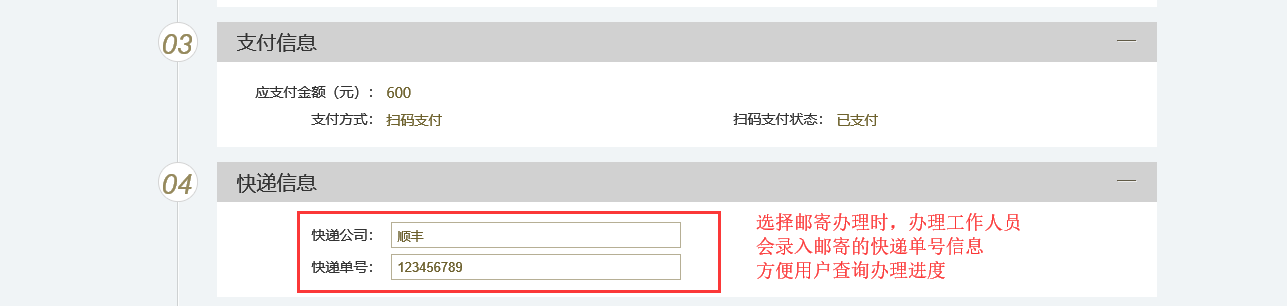 03
支付信息
应支付金额（元）： 600
支付方式： 扫码支付 扫码支付状态： 已支付
04
快递信息
快递公司： 顺丰
快递单号： 123456789
选择邮寄办理时，办理工作人员
会录入邮寄的快递单号信息
方便用户查询办理进度